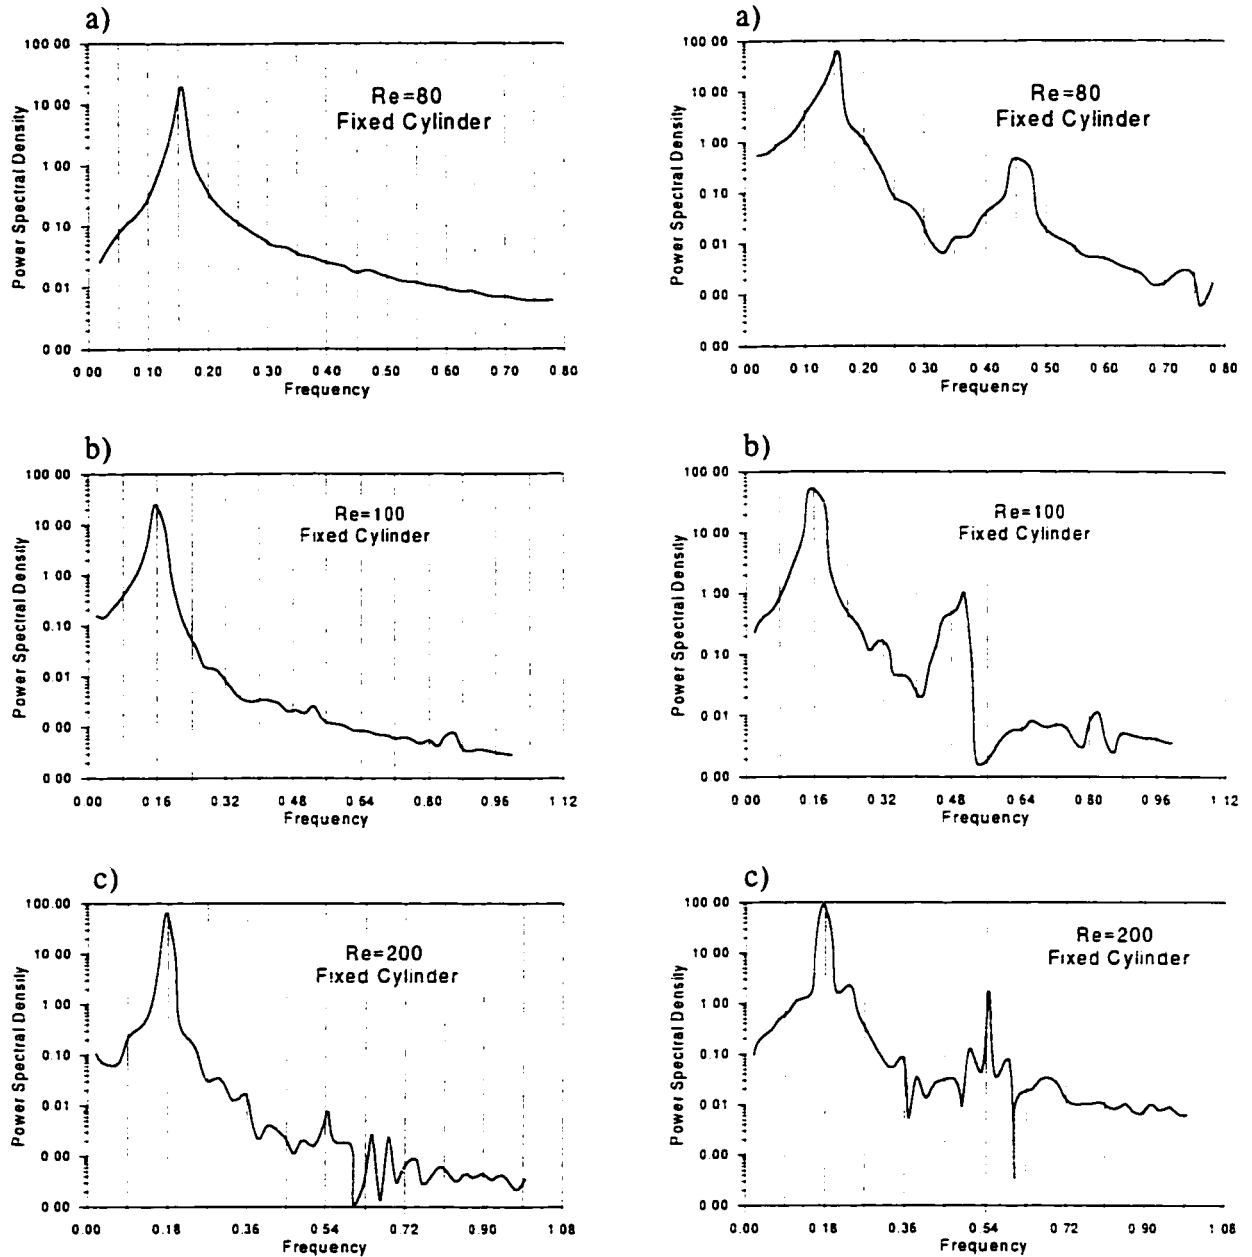 a)
100 00
10 00
1 00
0 10
0 01
0 00
Power Spectral Density
Re=80
Fixed Cylinder
0 00 0 10 0 20 0 30 0 40 0 50 0 60 0 70 0 80
Frequency
a)
100 00
10 00
1 00
0 10
0 01
0 00
0 00
Power Spectral Density
Re=80
Fixed Cylinder
0 00 0 10 0 20 0 30 0 40 0 50 0 60 0 70 0 80
Frequency
b)
100 00
10 00
1 00
0 10
0 01
0 00
0 00
Power Spectral Density
Re=100
Fixed Cylinder
0.00 0 16 0 32 0 48 0 64 0 80 0 96 1 12
Frequency
b)
100 00
10 00
1 00
0 10
0 01
0 00
Power Spectral Density
Re=100
Fixed Cylinder
0 00 0 16 0 32 0 48 0 64 0 80 0 96 1 12
Frequency
c)
100 00
10 00
1 00
0 10
0 01
0 00
0 00
Power Spectral Density
Re=200
Fixed Cylinder
0.00 0 18 0.36 0 54 0 72 0 90 1 08
Frequency
c)
100 00
10 00
1 00
0 10
0 01
0 00
0 00
Power Spectral Density
Re=200
Fixed Cylinder
0.00 0 18 0 36 0 54 0 72 0 90 1 08
Frequency